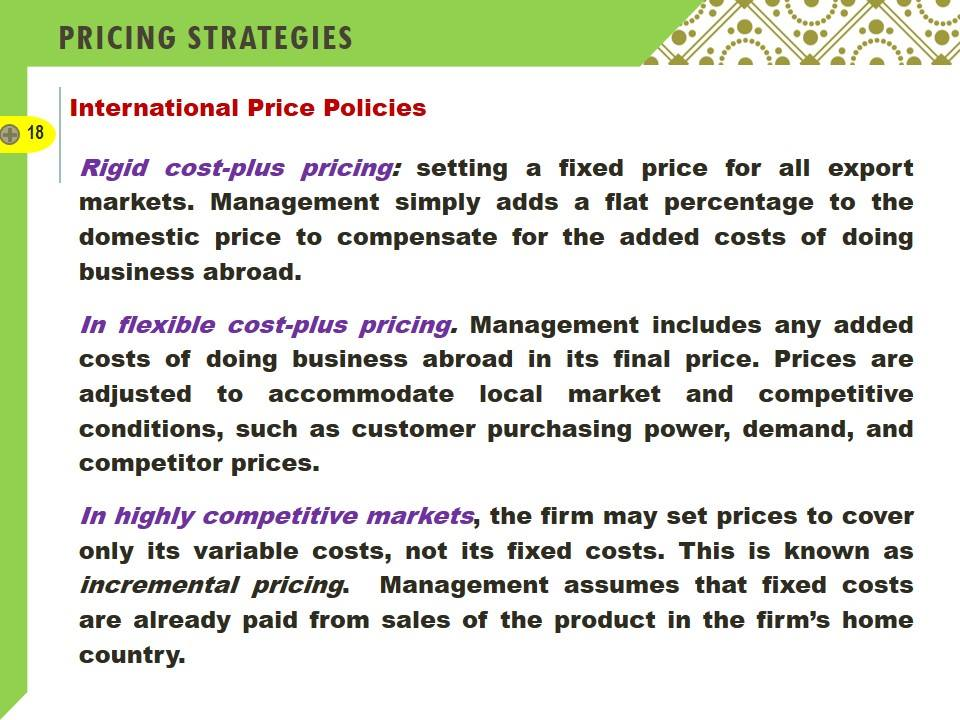 PRICING STRATEGIES
International Price Policies
18
Rigid cost-plus pricing: setting a fixed price for all export
markets. Management simply adds a flat percentage to the
domestic price to compensate for the added costs of doing
business abroad.
In flexible cost-plus pricing. Management includes any added
costs of doing business abroad in its final price. Prices are
adjusted to accommodate local market and competitive
conditions, such as customer purchasing power, demand, and
competitor prices.
In highly competitive markets, the firm may set prices to cover
only its variable costs, not its fixed costs. This is known as
incremental pricing. Management assumes that fixed costs
are already paid from sales of the product in the firm’s home
country.